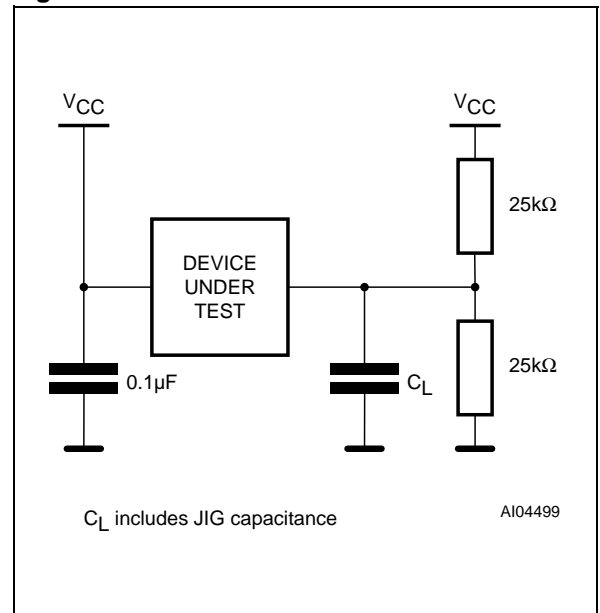 VCC
VCC
25kΩ
DEVICE
UNDER
TEST
0.1µF
CL
25kΩ
CL includes JIG capacitance
AI04499